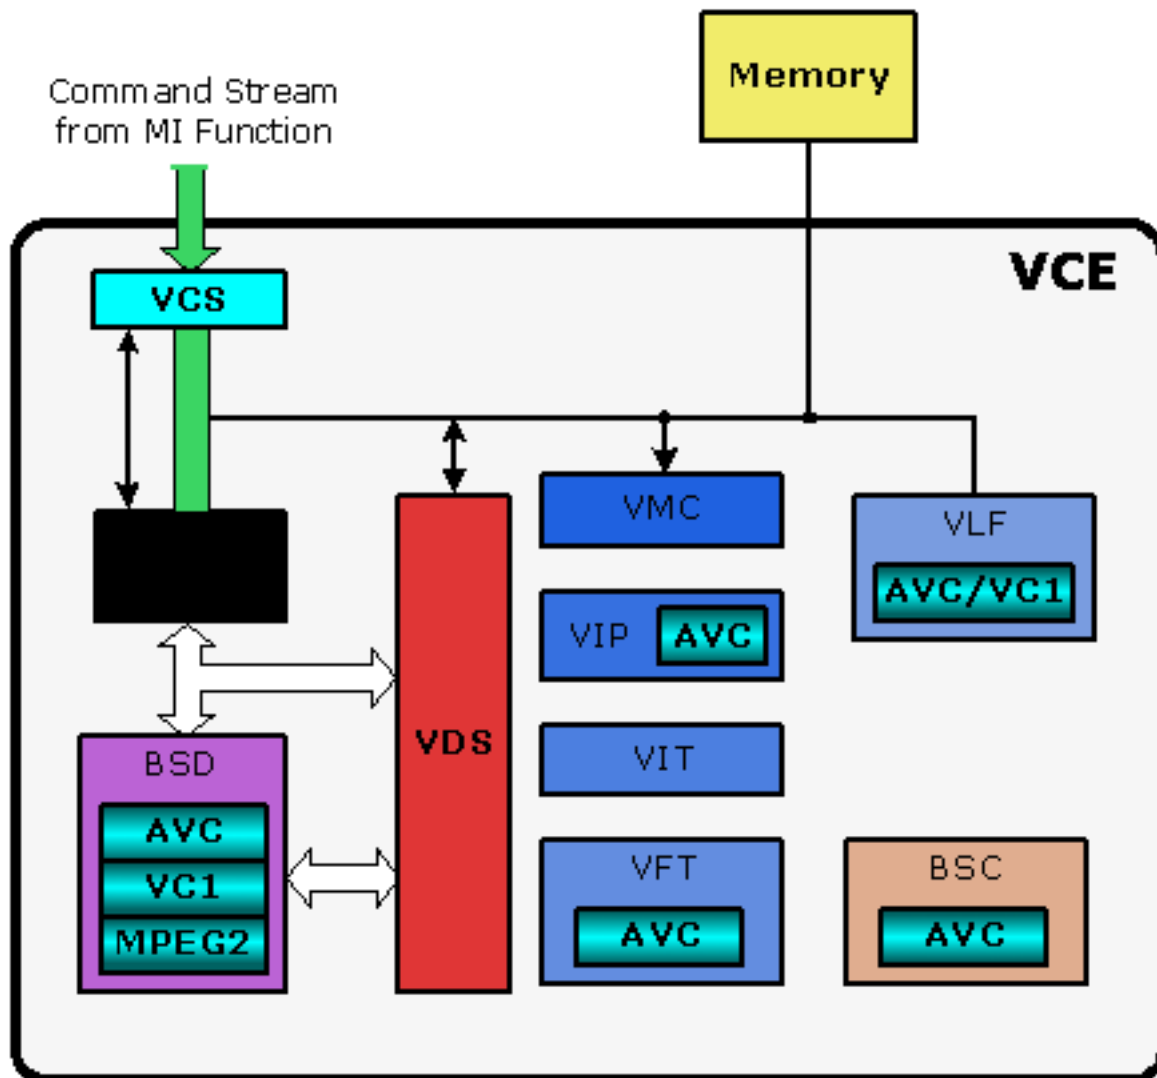 Command Stream
from MI Function
Memory
VCE
VCS
VMC
VLF
AVC/VC1
VIP
AVC
VDS
VIT
BSD
AVC
VC1
MPEG2
VFT
AVC
BSC
AVC